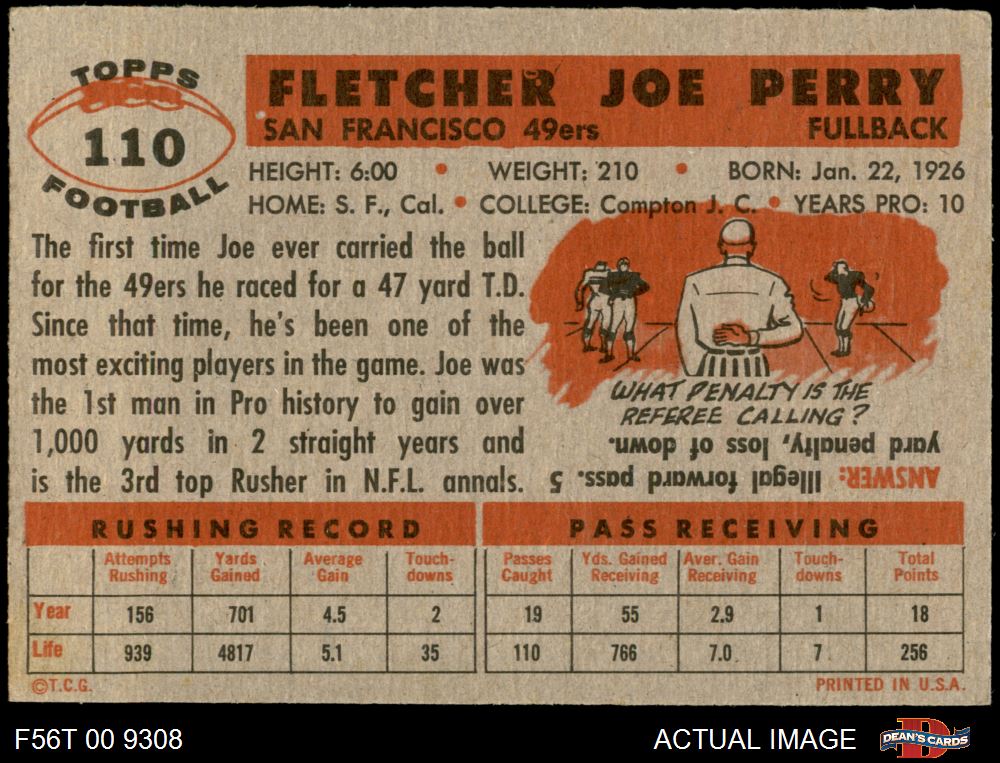 TOPPS
110
FOOTBALL
FLETCHER JOE PERRY
SAN FRANCISCO 49ers FULLBACK
HEIGHT: 6:00 • WEIGHT: 210 • BORN: Jan. 22, 1926
HOME: S. F., Cal. • COLLEGE: Compton J. C. • YEARS PRO: 10
The first time Joe ever carried the ball
for the 49ers he raced for a 47 yard T.D.
Since that time, he's been one of the
most exciting players in the game. Joe was
the 1st man in Pro history to gain over
1,000 yards in 2 straight years and
is the 3rd top Rusher in N.F.L. annals.
WHAT PENALTY IS THE
REFEREE CALLING?
ANSWER: Illegal forward pass. 5
yard penalty, loss of down.
RUSHING RECORD
Attempts Rushing Yards Gained Average Gain Touch-downs
Year 156 701 4.5 2
Life 939 4817 5.1 35
PASS RECEIVING
Passes Caught Yds. Gained Receiving Aver. Gain Receiving Touch-downs Total Points
19 55 2.9 1 18
110 766 7.0 7 256
©T.C.G. PRINTED IN U.S.A.
F56T 00 9308 ACTUAL IMAGE DEAN'S CARDS